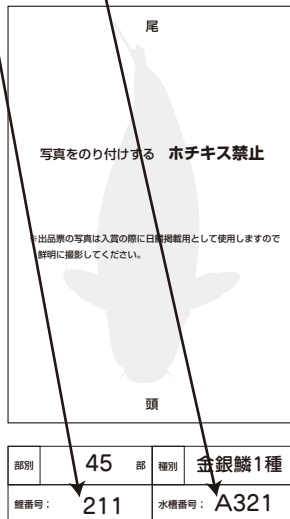 尾
写真をのり付けする ホチキス禁止
※出品票の写真は入賞の際に日鱗掲載用として使用しますので
鮮明に撮影してください。
頭
部別 45 部 種別 金銀鱗1種
鯉番号： 211 水槽番号： A321